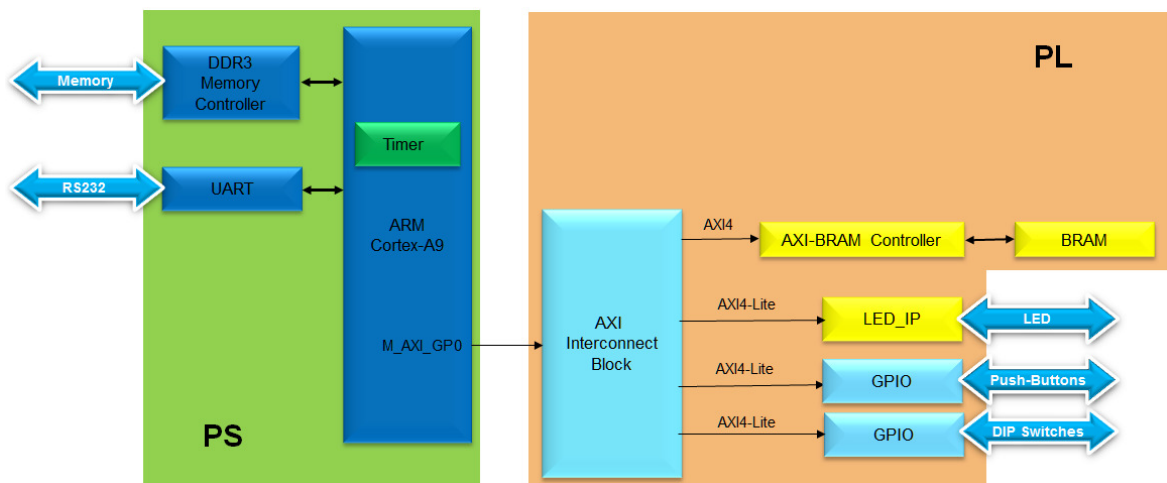 PS
Memory
DDR3
Memory
Controller
RS232
UART
Timer
ARM
Cortex-A9
M_AXI_GP0
PL
AXI
Interconnect
Block
AXI4
AXI-BRAM Controller
BRAM
AXI4-Lite
LED_IP
LED
AXI4-Lite
GPIO
Push-Buttons
AXI4-Lite
GPIO
DIP Switches